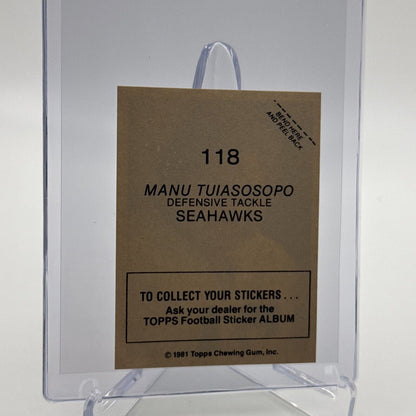 BEND HERE
AND PEEL BACK
118
MANU TUIASOSOPO
DEFENSIVE TACKLE
SEAHAWKS
TO COLLECT YOUR STICKERS . . .
Ask your dealer for the
TOPPS Football Sticker ALBUM
© 1981 Topps Chewing Gum, Inc.